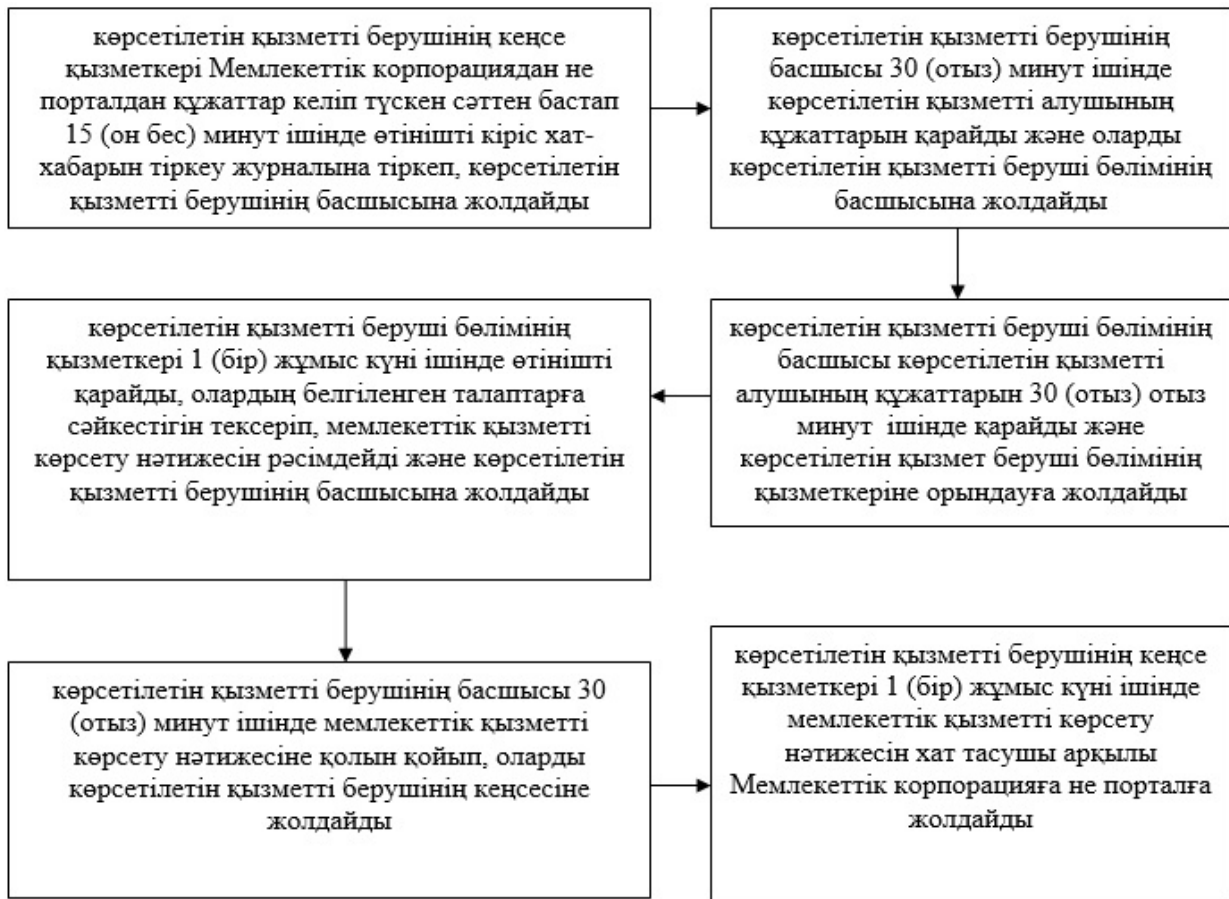 көрсетілетін қызметті берушінің кеңсе
қызметкері Мемлекеттік корпорациядан не
порталдан құжаттар келіп түскен сәттен бастап
15 (он бес) минут ішінде өтінішті кіріс хат-
хабарын тіркеу журналына тіркеп, көрсетілетін
қызметті берушінің басшысына жолдайды
көрсетілетін қызметті берушінің
басшысы 30 (отыз) минут ішінде
көрсетілетін қызметті алушының
құжаттарын қарайды және оларды
көрсетілетін қызметті беруші бөлімінің
басшысына жолдайды
көрсетілетін қызметті беруші бөлімінің
басшысы көрсетілетін қызметті
алушының құжаттарын 30 (отыз) отыз
минут ішінде қарайды және
көрсетілетін қызмет беруші бөлімінің
қызметкеріне орындауға жолдайды
көрсетілетін қызметті беруші бөлімінің
қызметкері 1 (бір) жұмыс күні ішінде өтінішті
қарайды, олардың белгіленген талаптарға
сәйкестігін тексеріп, мемлекеттік қызметті
көрсету нәтижесін рәсімдейді және көрсетілетін
қызметті берушінің басшысына жолдайды
көрсетілетін қызметті берушінің басшысы 30
(отыз) минут ішінде мемлекеттік қызметті
көрсету нәтижесіне қолын қойып, оларды
көрсетілетін қызметті берушінің кеңсесіне
жолдайды
көрсетілетін қызметті берушінің кеңсе
қызметкері 1 (бір) жұмыс күні ішінде
мемлекеттік қызметті көрсету
нәтижесін хат тасушы арқылы
Мемлекеттік корпорацияға не порталға
жолдайды